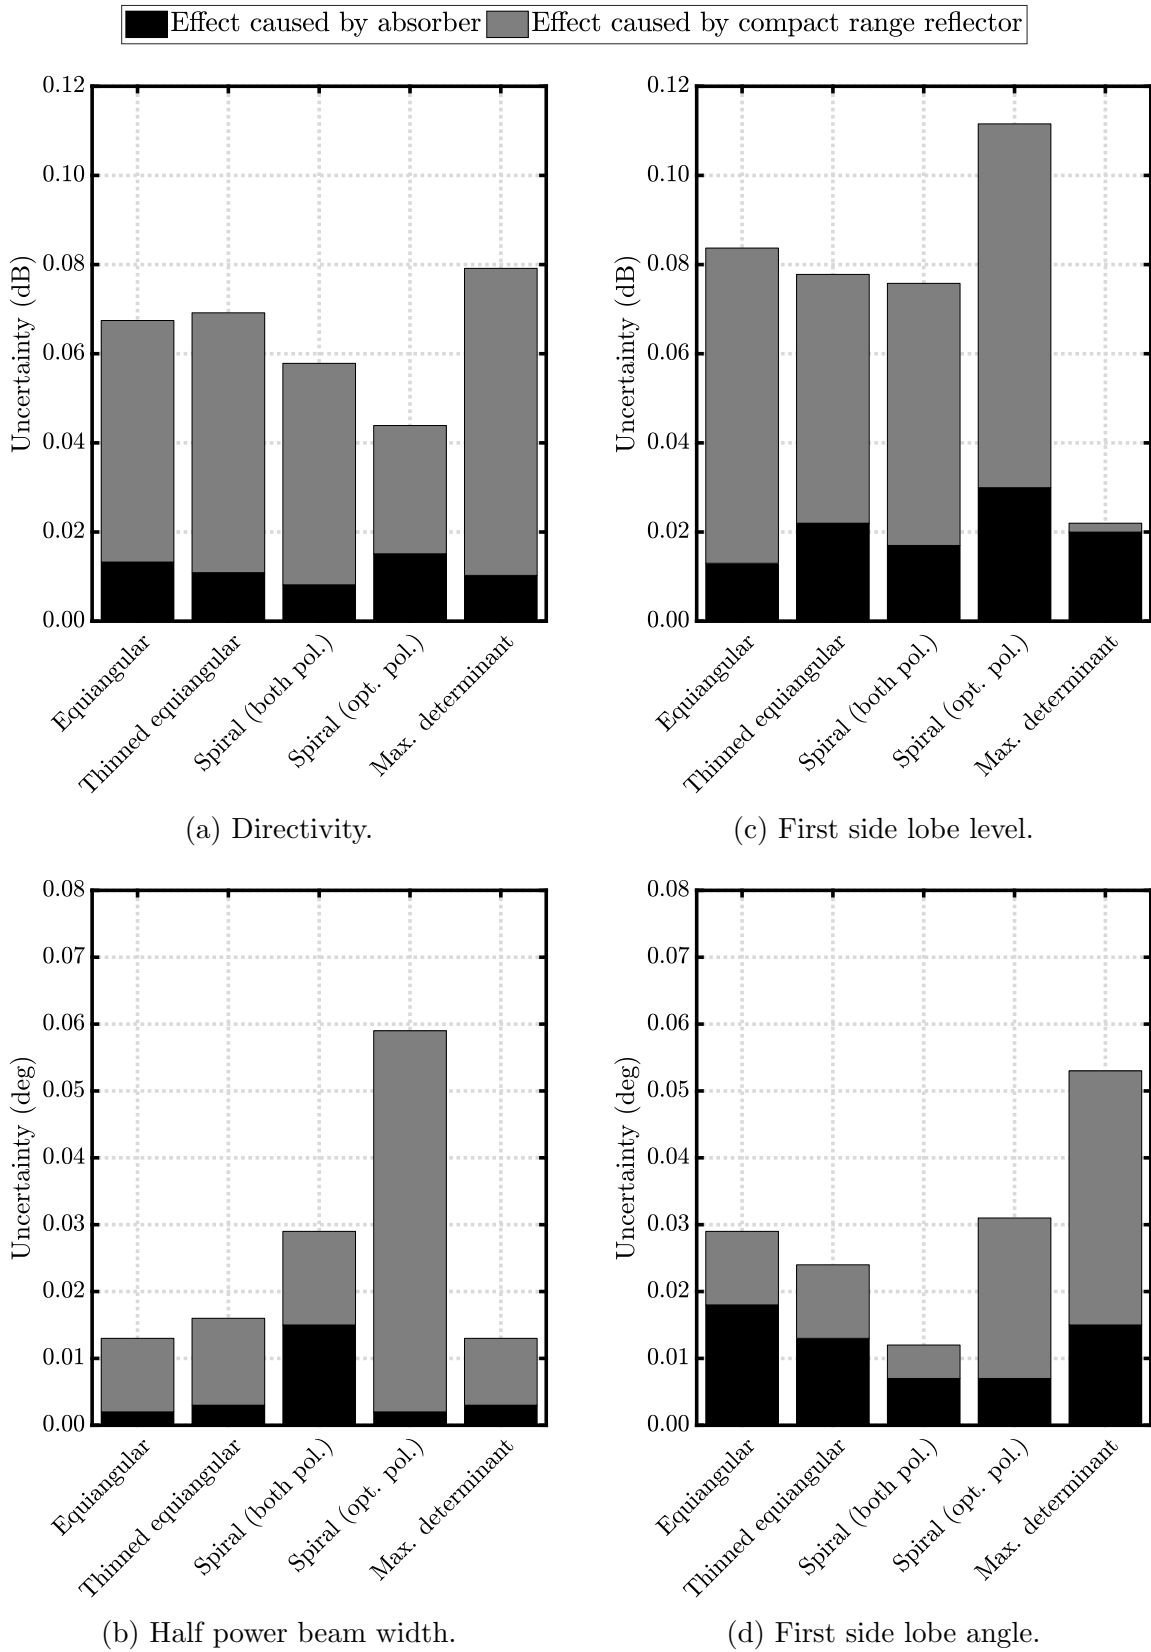 Effect caused by absorber Effect caused by compact range reflector
Uncertainty (dB)
0.12
0.10
0.08
0.06
0.04
0.02
0.00
Equiangular
Thinned equiangular
Spiral (both pol.)
Spiral (opt. pol.)
Max. determinant
(a) Directivity.
Uncertainty (dB)
0.12
0.10
0.08
0.06
0.04
0.02
0.00
Equiangular
Thinned equiangular
Spiral (both pol.)
Spiral (opt. pol.)
Max. determinant
(c) First side lobe level.
Uncertainty (deg)
0.08
0.07
0.06
0.05
0.04
0.03
0.02
0.01
0.00
Equiangular
Thinned equiangular
Spiral (both pol.)
Spiral (opt. pol.)
Max. determinant
(b) Half power beam width.
Uncertainty (deg)
0.08
0.07
0.06
0.05
0.04
0.03
0.02
0.01
0.00
Equiangular
Thinned equiangular
Spiral (both pol.)
Spiral (opt. pol.)
Max. determinant
(d) First side lobe angle.